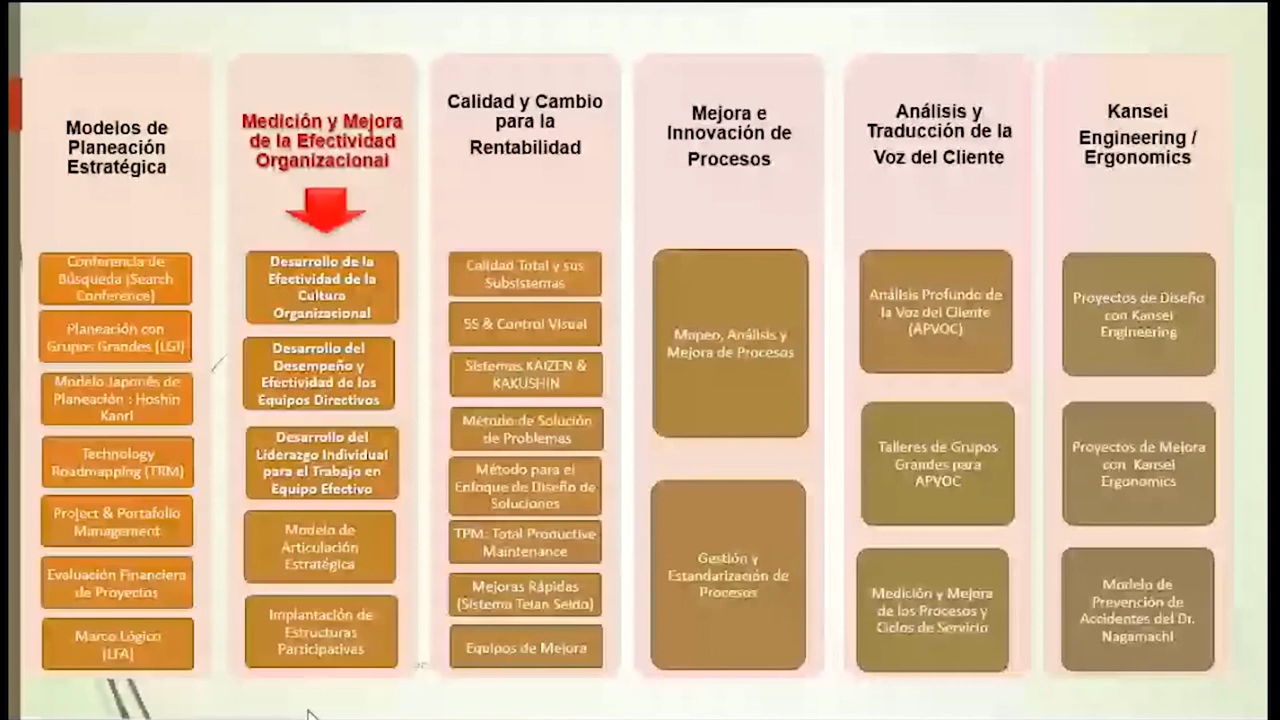 Modelos de
Planeación
Estratégica
Conferencia de
Búsqueda (Search
Conference)
Planeación con
Grupos Grandes (LGI)
Modelo Japonés de
Planeación : Hoshin
Kanri
Technology
Roadmapping (TRM)
Project & Portafolio
Management
Evaluación Financiera
de Proyectos
Marco Lógico
(LFA)
Medición y Mejora
de la Efectividad
Organizacional
Desarrollo de la
Efectividad de la
Cultura
Organizacional
Desarrollo del
Desempeño y
Efectividad de los
Equipos Directivos
Desarrollo del
Liderazgo Individual
para el Trabajo en
Equipo Efectivo
Modelo de
Articulación
Estratégica
Implantación de
Estructuras
Participativas
Calidad y Cambio
para la
Rentabilidad
Calidad Total y sus
Subsistemas
5S & Control Visual
Sistemas KAIZEN &
KAKUSHIN
Método de Solución
de Problemas
Método para el
Enfoque de Diseño de
Soluciones
TPM: Total Productive
Maintenance
Mejoras Rápidas
(Sistema Teian Seido)
Equipos de Mejora
Mejora e
Innovación de
Procesos
Mapeo, Análisis y
Mejora de Procesos
Gestión y
Estandarización de
Procesos
Análisis y
Traducción de la
Voz del Cliente
Análisis Profundo de
la Voz del Cliente
(APVOC)
Talleres de Grupos
Grandes para
APVOC
Medición y Mejora
de los Procesos y
Ciclos de Servicio
Kansei
Engineering /
Ergonomics
Proyectos de Diseño
con Kansei
Engineering
Proyectos de Mejora
con Kansei
Ergonomics
Modelo de
Prevención de
Accidentes del Dr.
Nagamachi